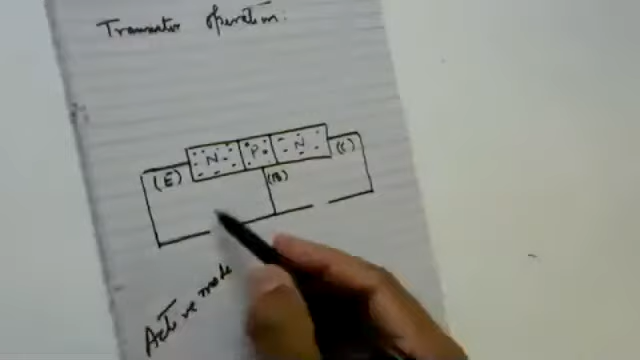 Transistor operation:
N P N
(E) (B) (C)
Active mode